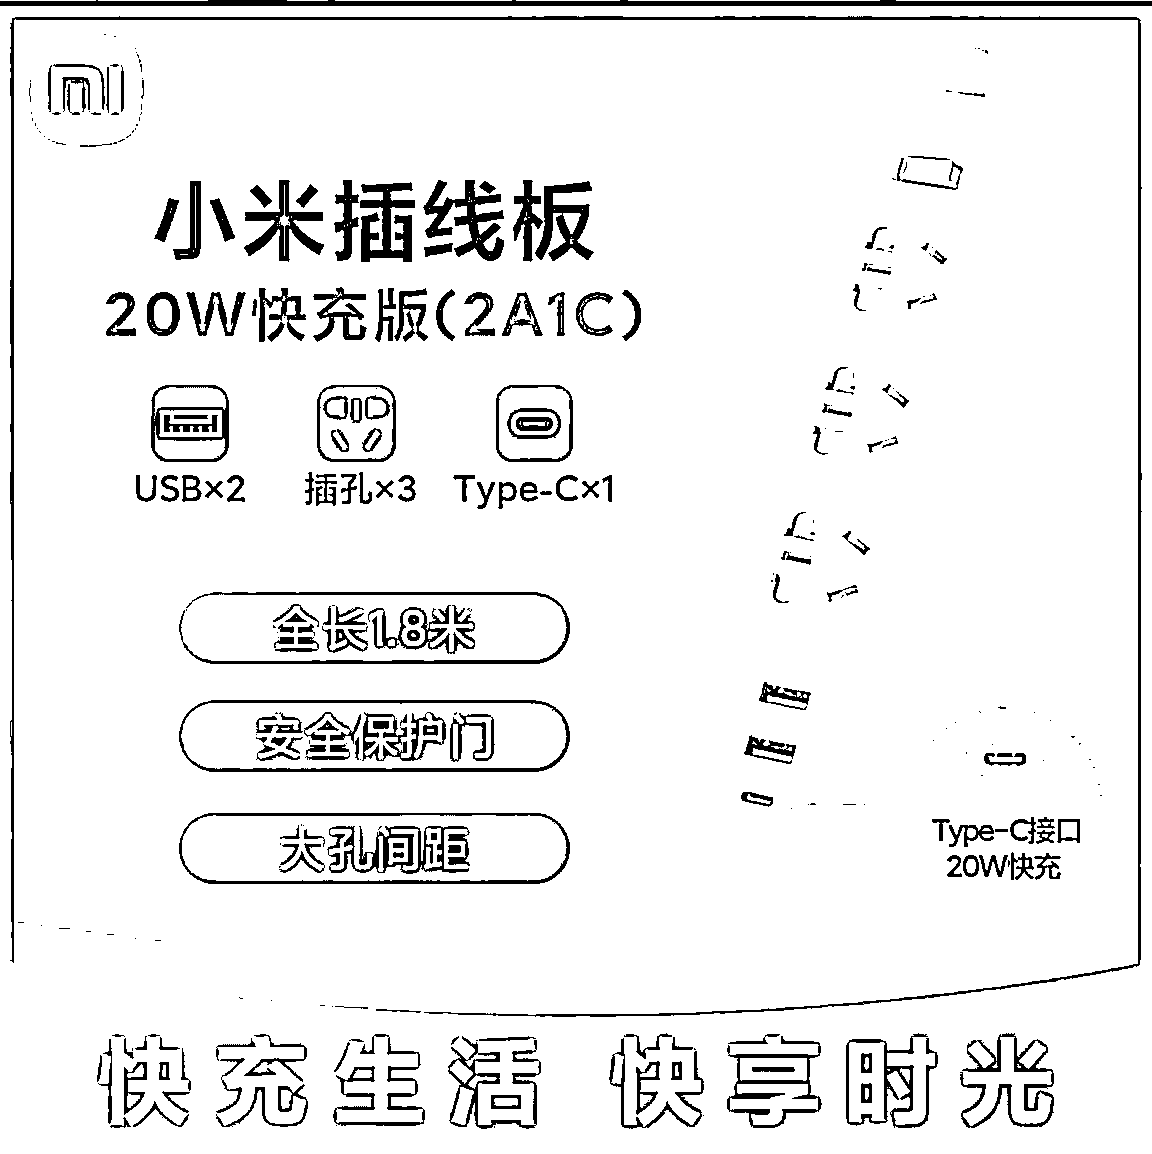 mi
小米插线板
20W快充版(2A1C)
USB×2 插孔×3 Type-C×1
全长1.8米
安全保护门
大孔间距
Type-C接口
20W快充
快充生活 快享时光